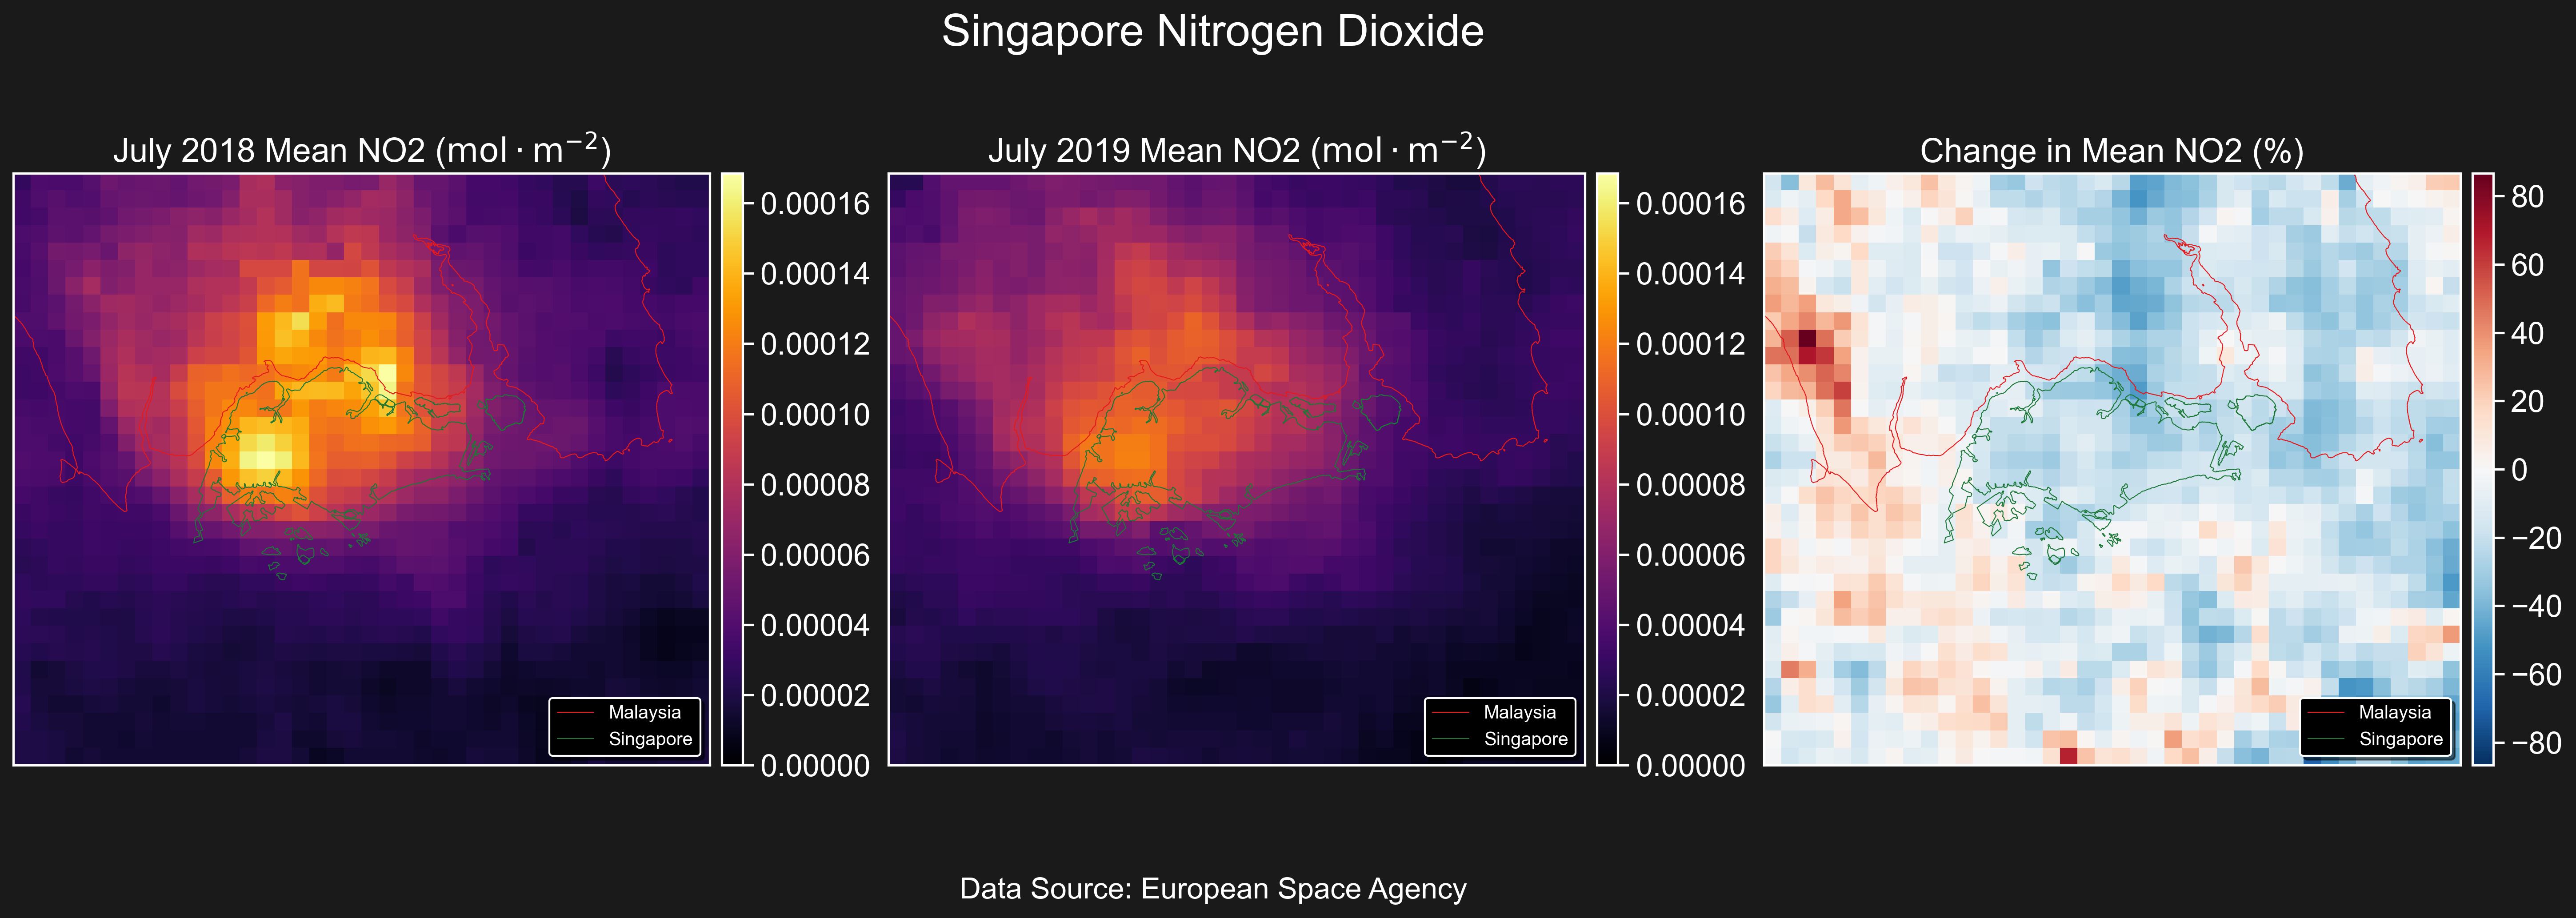 Singapore Nitrogen Dioxide
July 2018 Mean NO2 (mol · m⁻²)
0.00016
0.00014
0.00012
0.00010
0.00008
0.00006
0.00004
0.00002
0.00000
Malaysia
Singapore
July 2019 Mean NO2 (mol · m⁻²)
0.00016
0.00014
0.00012
0.00010
0.00008
0.00006
0.00004
0.00002
0.00000
Malaysia
Singapore
Change in Mean NO2 (%)
80
60
40
20
0
−20
−40
−60
−80
Malaysia
Singapore
Data Source: European Space Agency